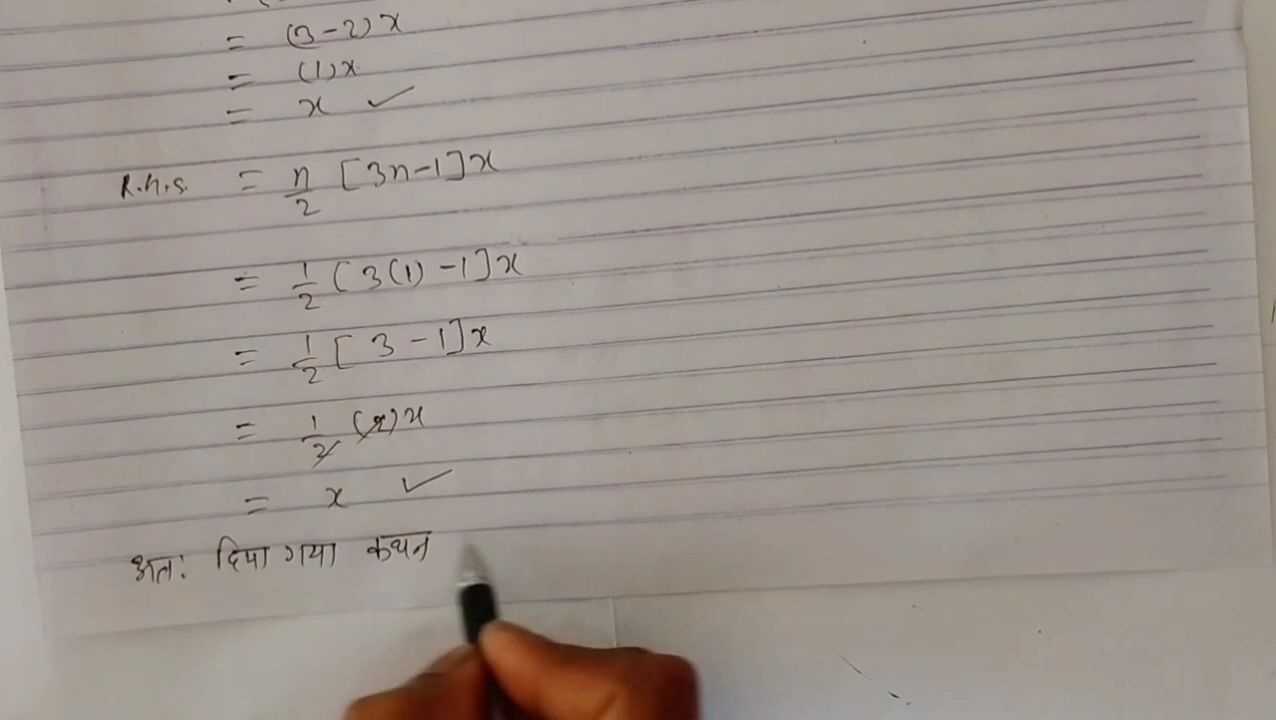 = (3-2)x
= (1)x
= x ✓
R.h.s. = n/2 [3n-1]x
= 1/2 (3(1)-1]x
= 1/2 [3-1]x
= 1/2 (2)x
= x ✓
अतः दिया गया कथन